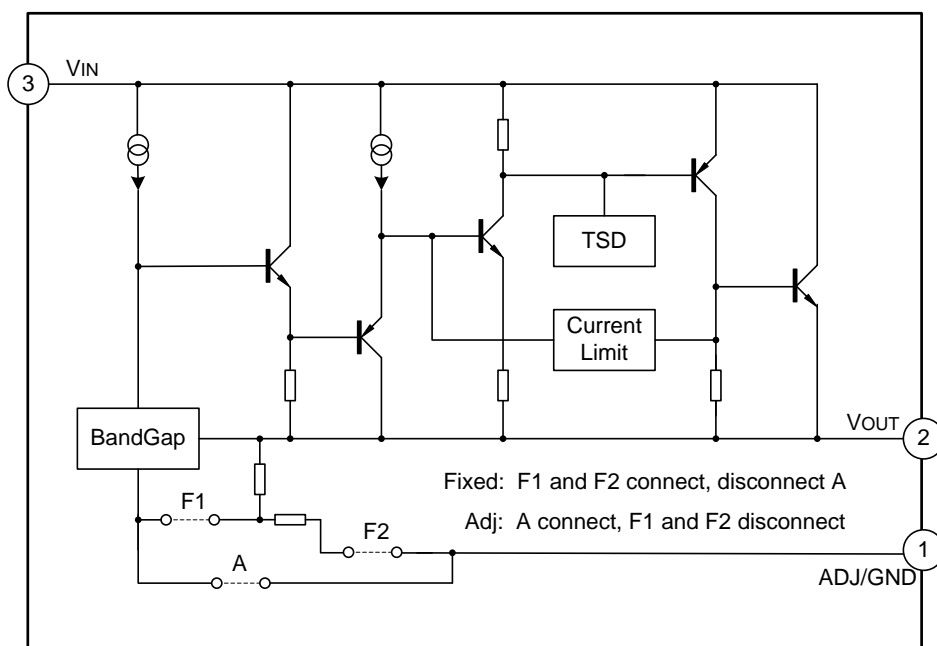 3
VIN
TSD
Current
Limit
BandGap
VOUT
2
Fixed: F1 and F2 connect, disconnect A
F1
Adj: A connect, F1 and F2 disconnect
F2
1
A
ADJ/GND